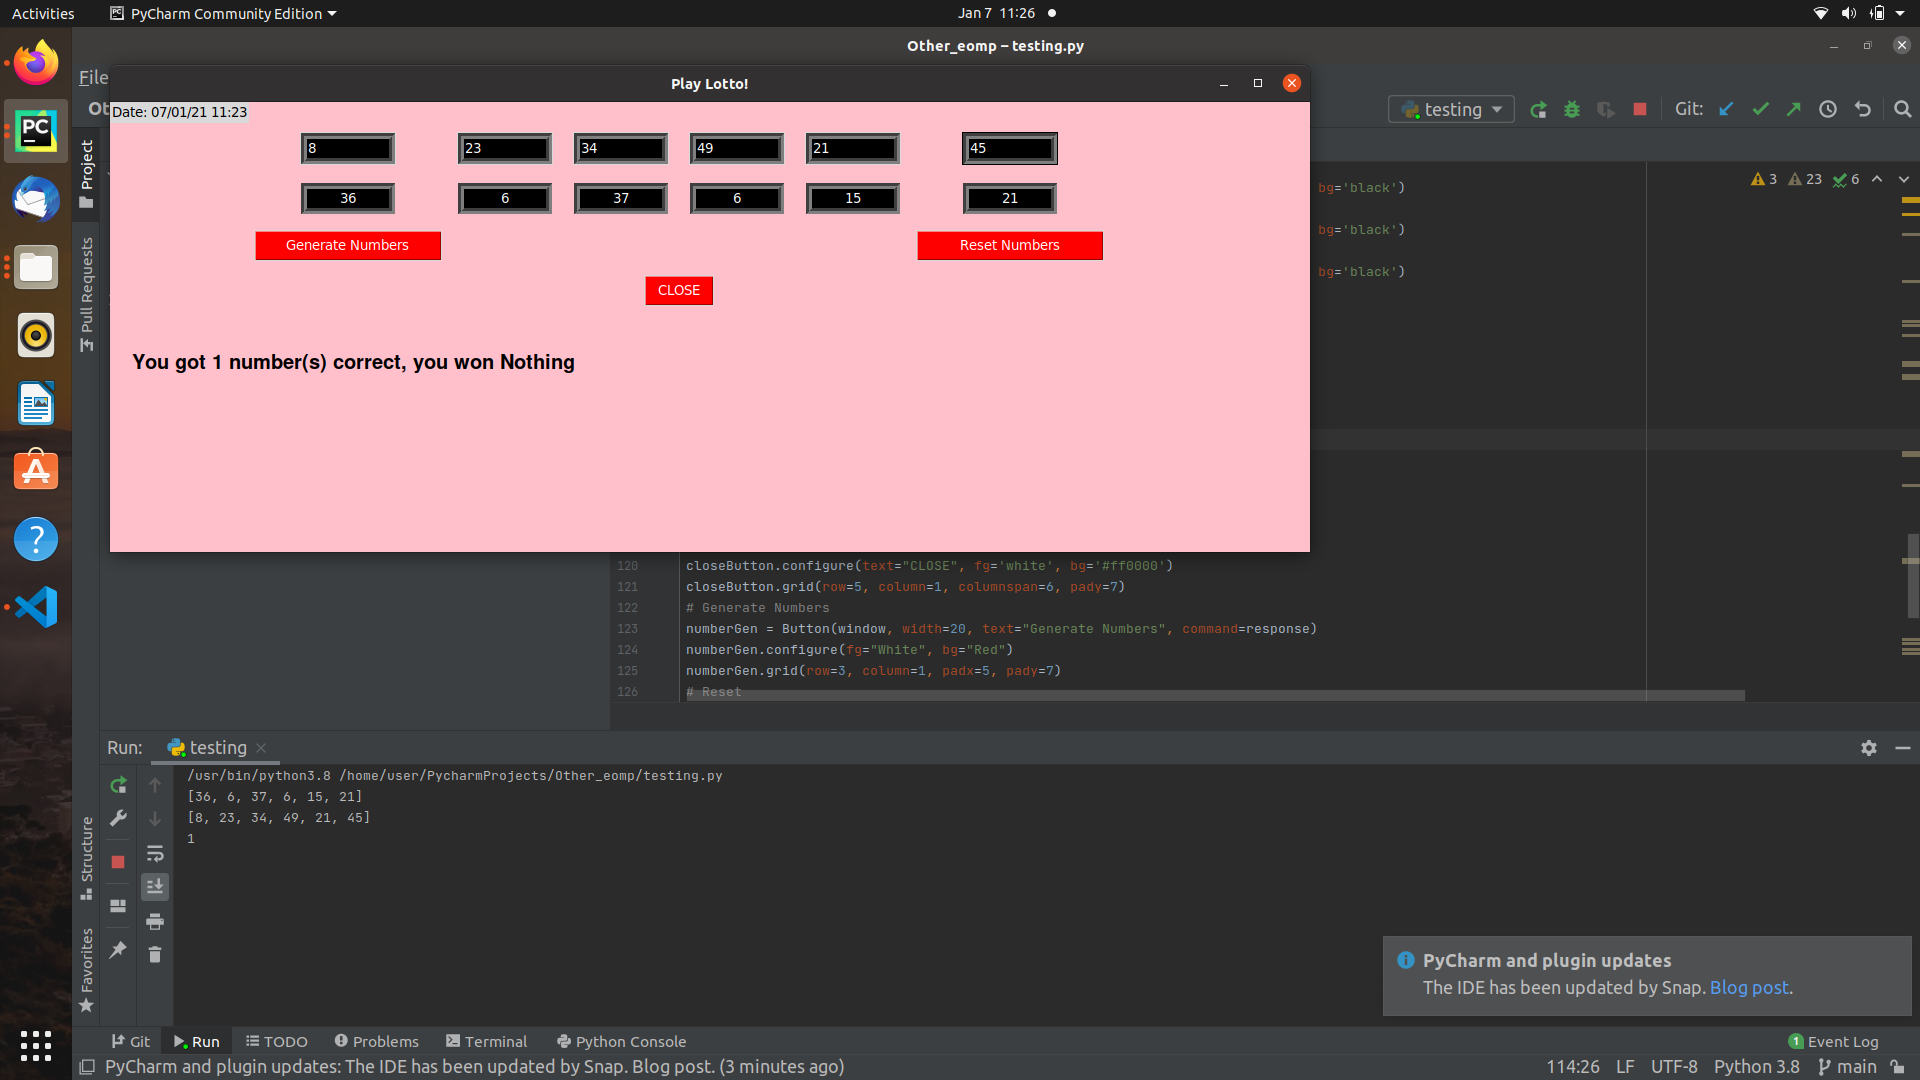 Activities PyCharm Community Edition Jan 7 11:26
Other_eomp – testing.py
File
Play Lotto!
testing Git:
Date: 07/01/21 11:23
8 23 34 49 21 45
36 6 37 6 15 21
Generate Numbers Reset Numbers
CLOSE
You got 1 number(s) correct, you won Nothing
Project
Pull Requests
bg='black')
bg='black')
bg='black')
3 23 6
120 closeButton.configure(text="CLOSE", fg='white', bg='#ff0000')
121 closeButton.grid(row=5, column=1, columnspan=6, pady=7)
122 # Generate Numbers
123 numberGen = Button(window, width=20, text="Generate Numbers", command=response)
124 numberGen.configure(fg="White", bg="Red")
125 numberGen.grid(row=3, column=1, padx=5, pady=7)
126 # Reset
Run: testing
/usr/bin/python3.8 /home/user/PycharmProjects/Other_eomp/testing.py
[36, 6, 37, 6, 15, 21]
[8, 23, 34, 49, 21, 45]
1
Structure
Favorites
PyCharm and plugin updates
The IDE has been updated by Snap. Blog post.
Git Run TODO Problems Terminal Python Console 1 Event Log
PyCharm and plugin updates: The IDE has been updated by Snap. Blog post. (3 minutes ago) 114:26 LF UTF-8 Python 3.8 main